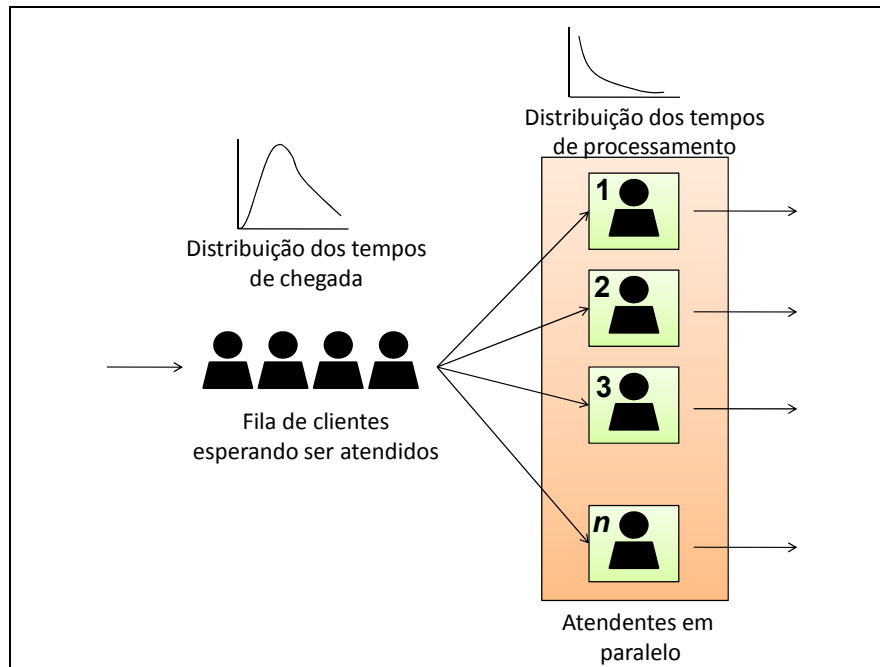 Distribuição dos tempos
de processamento
Distribuição dos tempos
de chegada
1
2
3
n
Fila de clientes
esperando ser atendidos
Atendentes em
paralelo